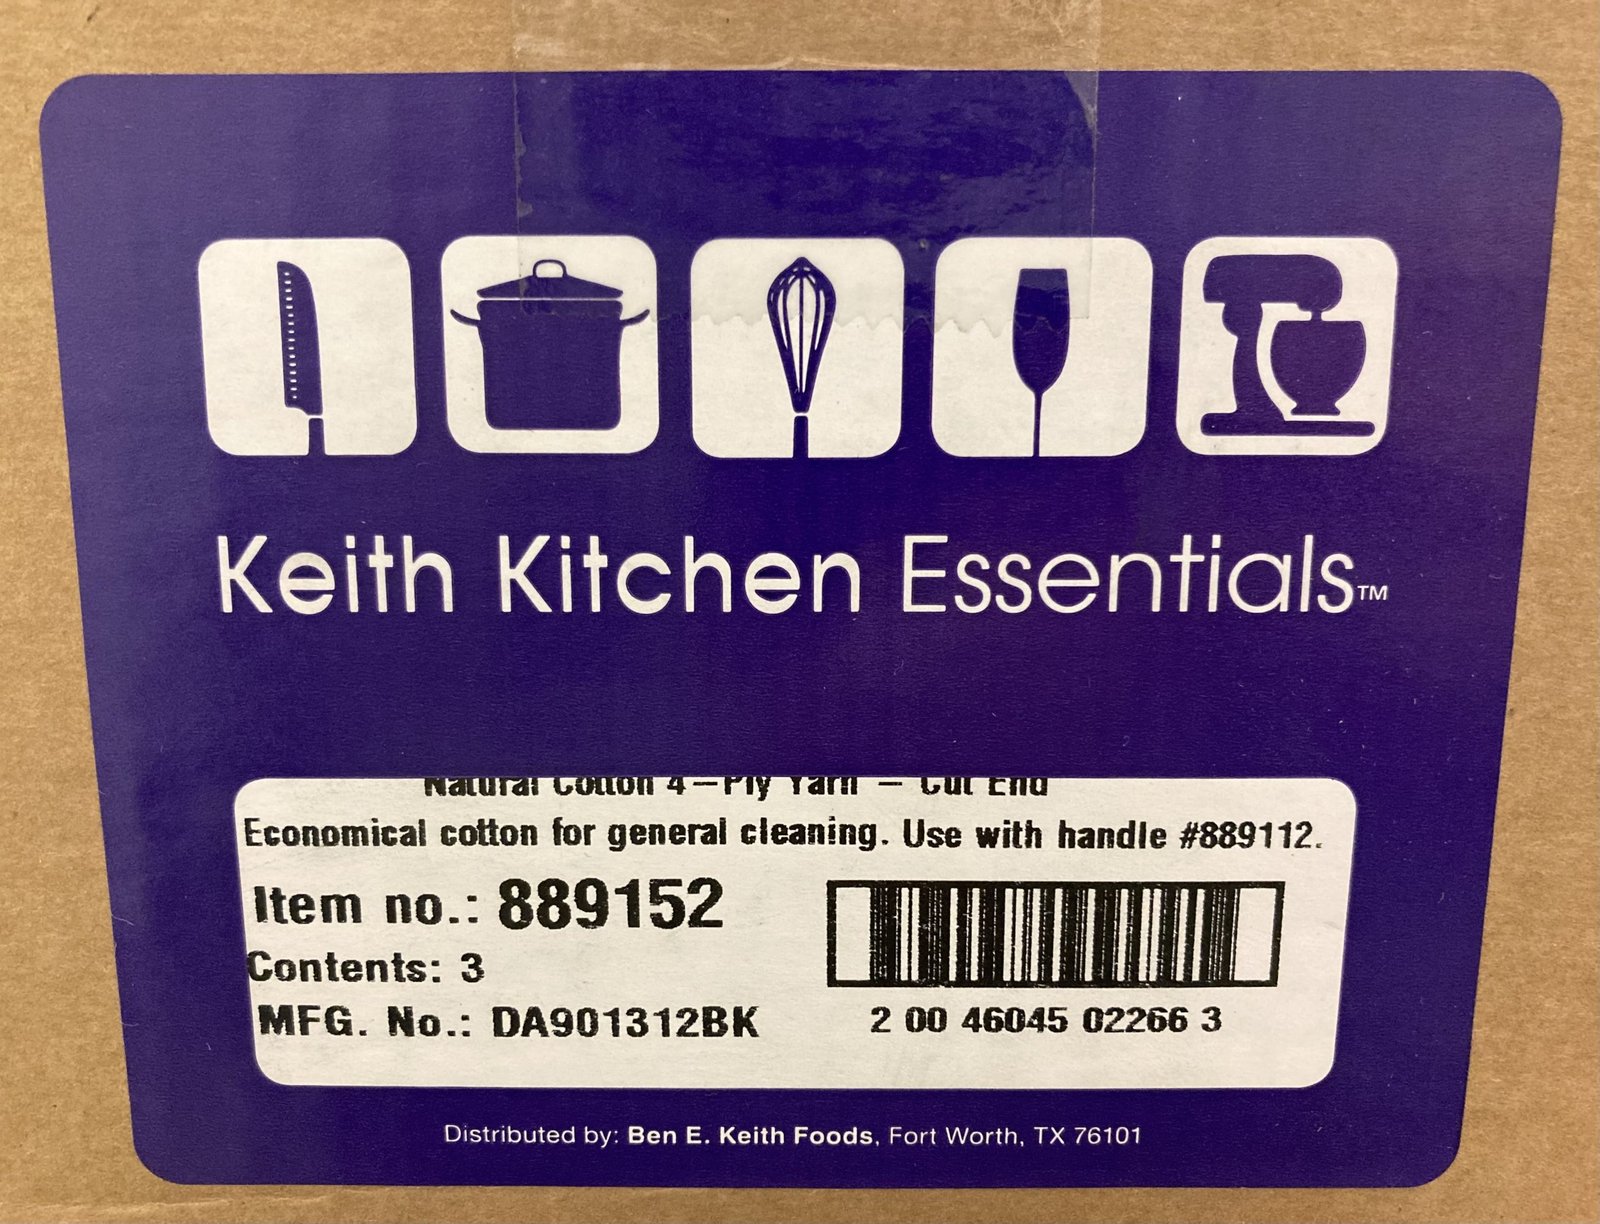 Keith Kitchen Essentials™
Natural Cotton 4-Ply Yarn - Cut End
Economical cotton for general cleaning. Use with handle #889112.
Item no.: 889152
Contents: 3
MFG. No.: DA901312BK
2 00 46045 02266 3
Distributed by: Ben E. Keith Foods, Fort Worth, TX 76101